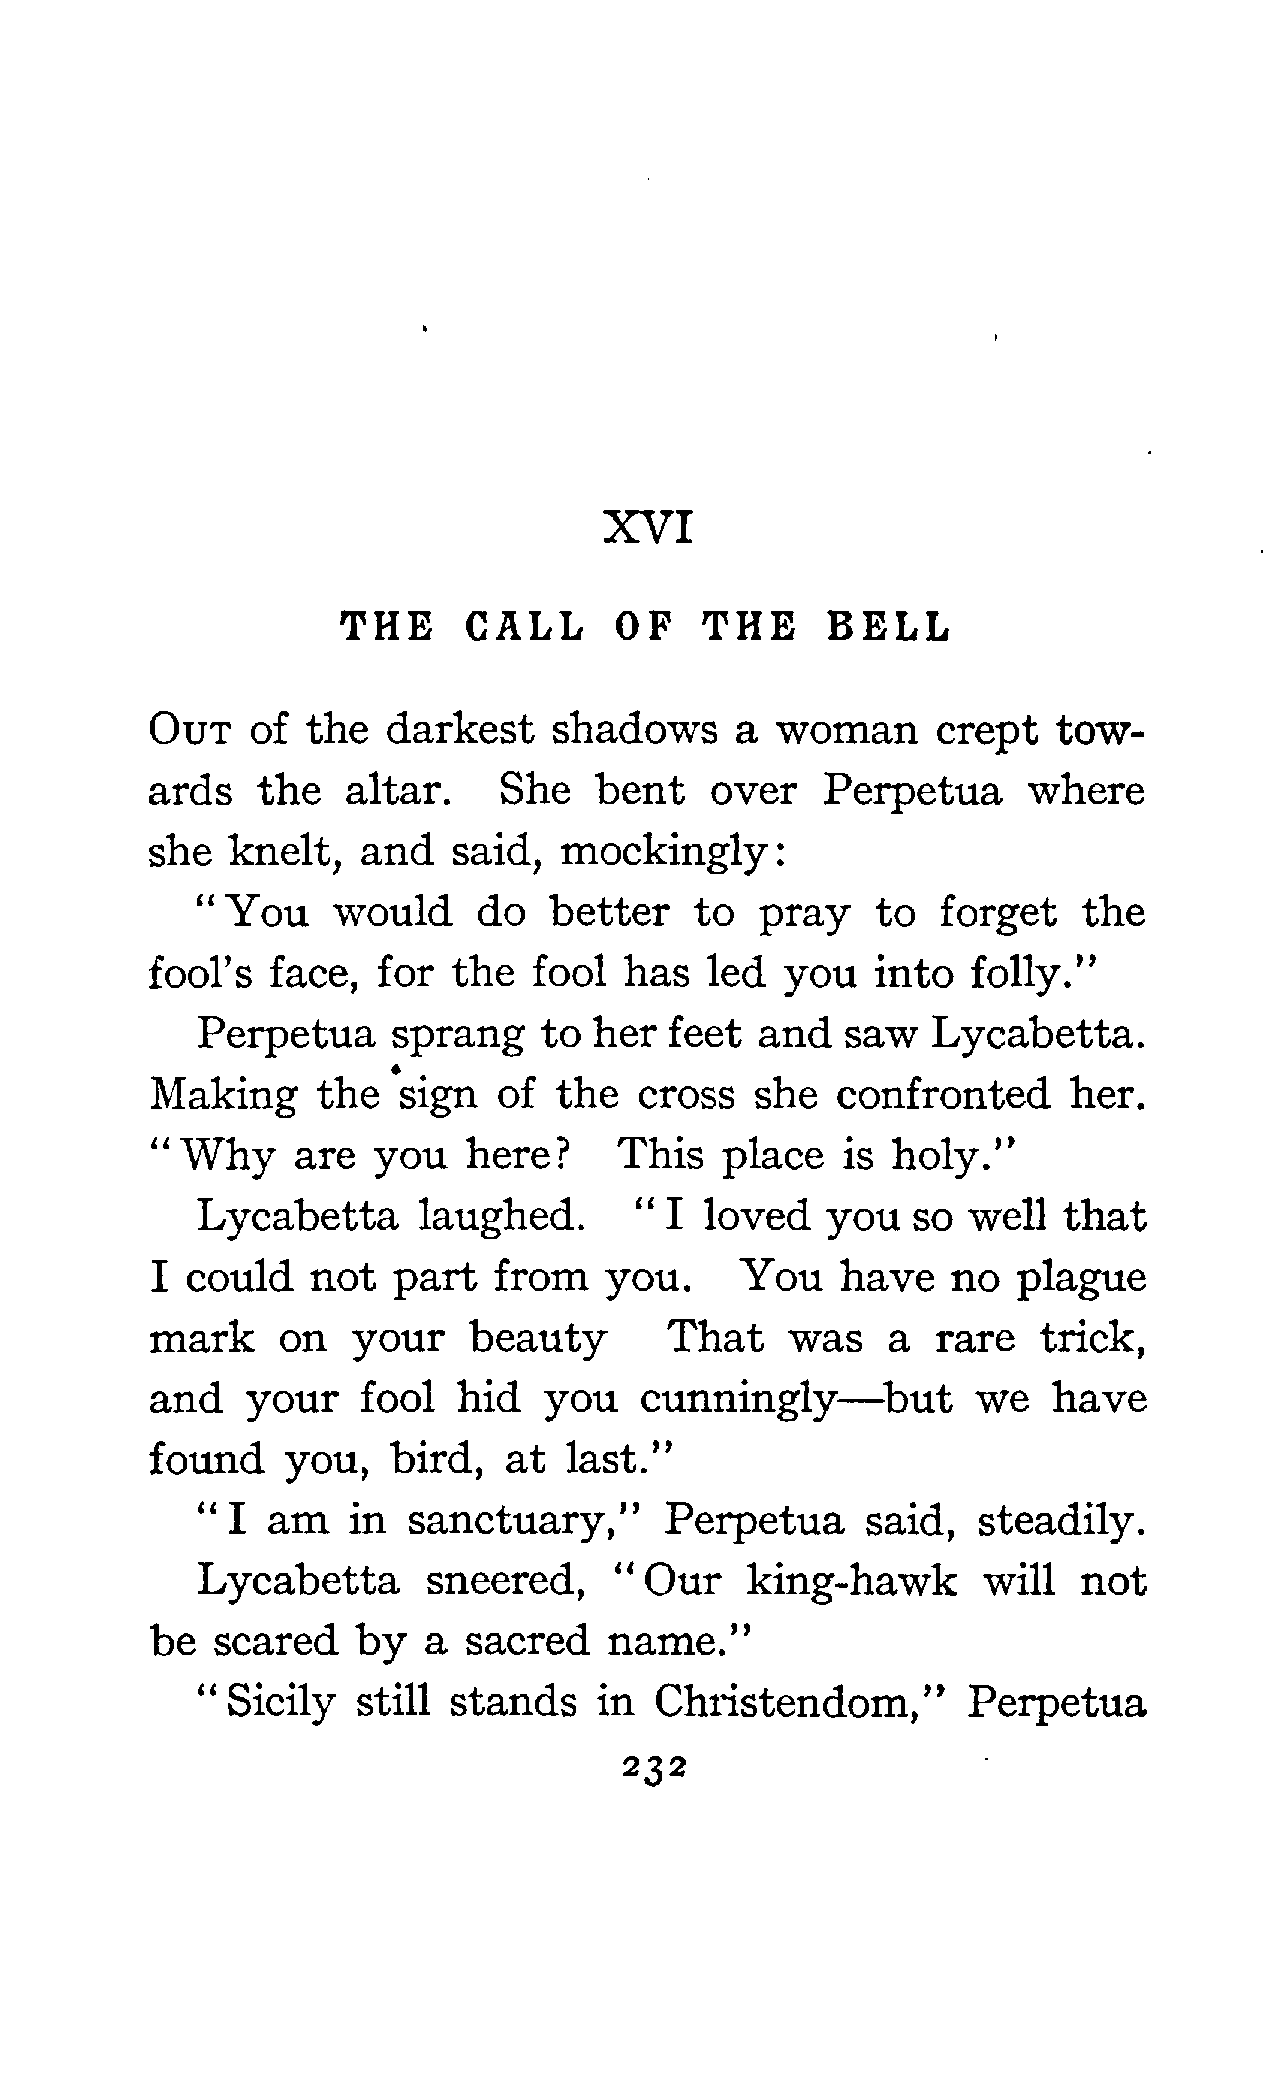 XVI
THE CALL OF THE BELL
OUT of the darkest shadows a woman crept tow-
ards the altar. She bent over Perpetua where
she knelt, and said, mockingly:
"You would do better to pray to forget the
fool's face, for the fool has led you into folly."
Perpetua sprang to her feet and saw Lycabetta.
Making the sign of the cross she confronted her.
"Why are you here? This place is holy."
Lycabetta laughed. "I loved you so well that
I could not part from you. You have no plague
mark on your beauty That was a rare trick,
and your fool hid you cunningly—but we have
found you, bird, at last."
"I am in sanctuary," Perpetua said, steadily.
Lycabetta sneered, "Our king-hawk will not
be scared by a sacred name."
"Sicily still stands in Christendom," Perpetua
232